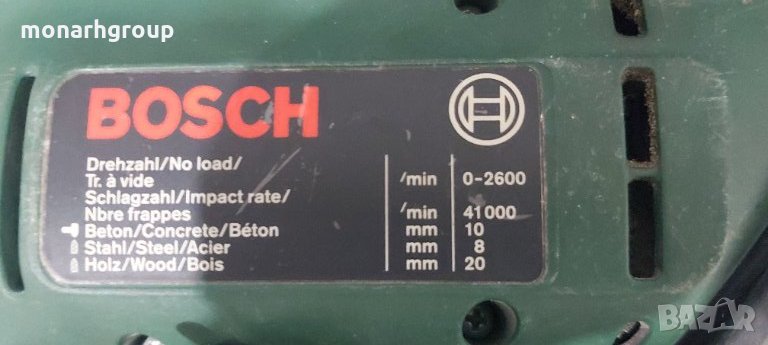 monarhgroup
BOSCH
Drehzahl/No load/
Tr. à vide /min 0-2600
Schlagzahl/Impact rate/
Nbre frappes /min 41000
Beton/Concrete/Béton mm 10
Stahl/Steel/Acier mm 8
Holz/Wood/Bois mm 20
BAZAR